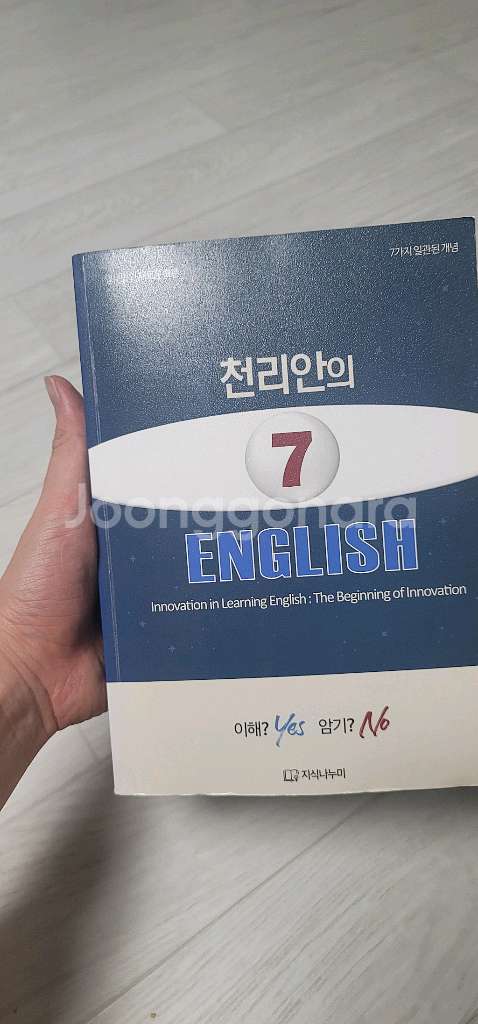 7가지 일관된 개념
천리안의
7
Joonggonara
ENGLISH
Innovation in Learning English : The Beginning of Innovation
이해? Yes 암기? No
지식나누미